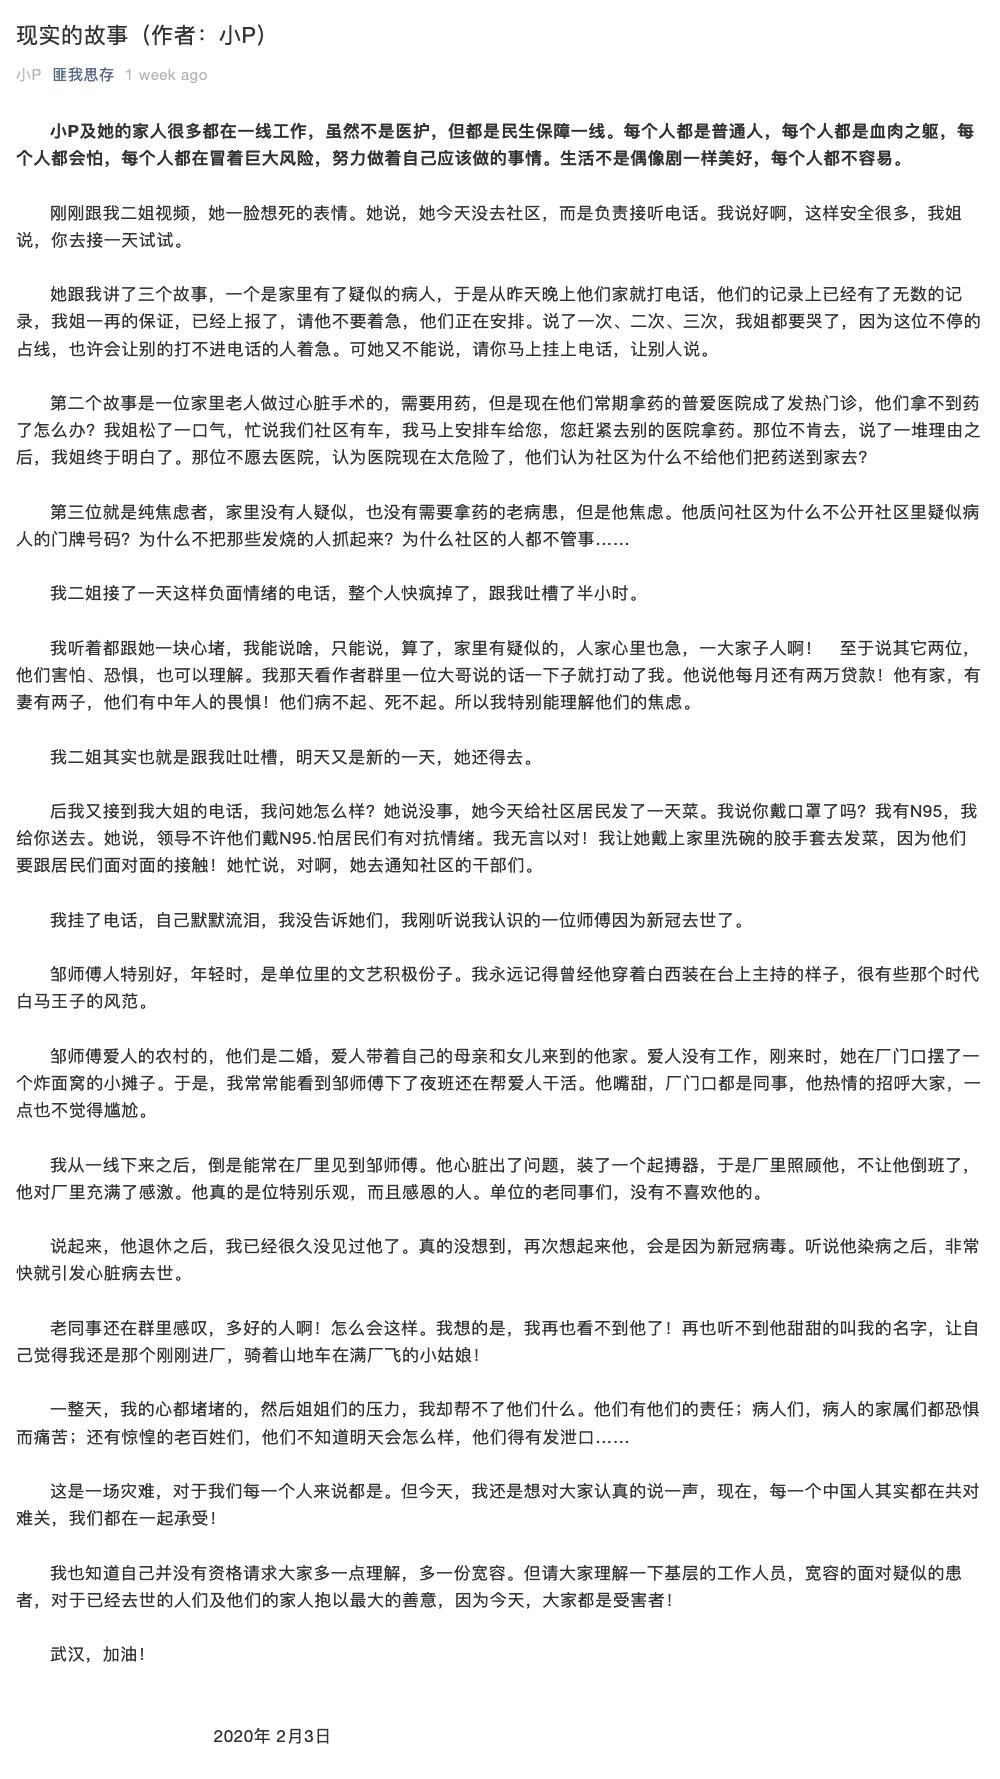 现实的故事（作者：小P）
小P 匪我思存 1 week ago
小P及她的家人很多都在一线工作，虽然不是医护，但都是民生保障一线。每个人都是普通人，每个人都是血肉之躯，每
个人都会怕，每个人都在冒着巨大风险，努力做着自己应该做的事情。生活不是偶像剧一样美好，每个人都不容易。
刚刚跟我二姐视频，她一脸想死的表情。她说，她今天没去社区，而是负责接听电话。我说好啊，这样安全很多，我姐
说，你去接一天试试。
她跟我讲了三个故事，一个是家里有了疑似的病人，于是从昨天晚上他们家就打电话，他们的记录上已经有了无数的记
录，我姐一再的保证，已经上报了，请他不要着急，他们正在安排。说了一次、二次、三次，我姐都要哭了，因为这位不停的
占线，也许会让别的打不进电话的人着急。可她又不能说，请你马上挂上电话，让别人说。
第二个故事是一位家里老人做过心脏手术的，需要用药，但是现在他们常期拿药的普爱医院成了发热门诊，他们拿不到药
了怎么办？我姐松了一口气，忙说我们社区有车，我马上安排车给您，您赶紧去别的医院拿药。那位不肯去，说了一堆理由之
后，我姐终于明白了。那位不愿去医院，认为医院现在太危险了，他们认为社区为什么不给他们把药送到家去？
第三位就是纯焦虑者，家里没有人疑似，也没有需要拿药的老病患，但是他焦虑。他质问社区为什么不公开社区里疑似病
人的门牌号码？为什么不把那些发烧的人抓起来？为什么社区的人都不管事……
我二姐接了一天这样负面情绪的电话，整个人快疯掉了，跟我吐槽了半小时。
我听着都跟她一块心堵，我能说啥，只能说，算了，家里有疑似的，人家心里也急，一大家子人啊！ 至于说其它两位，
他们害怕、恐惧，也可以理解。我那天看作者群里一位大哥说的话一下子就打动了我。他说他每月还有两万贷款！他有家，有
妻有两子，他们有中年人的畏惧！他们病不起、死不起。所以我特别能理解他们的焦虑。
我二姐其实也就是跟我吐吐槽，明天又是新的一天，她还得去。
后我又接到我大姐的电话，我问她怎么样？她说没事，她今天给社区居民发了一天菜。我说你戴口罩了吗？我有N95，我
给你送去。她说，领导不许他们戴N95.怕居民们有对抗情绪。我无言以对！我让她戴上家里洗碗的胶手套去发菜，因为他们
要跟居民们面对面的接触！她忙说，对啊，她去通知社区的干部们。
我挂了电话，自己默默流泪，我没告诉她们，我刚听说我认识的一位师傅因为新冠去世了。
邹师傅人特别好，年轻时，是单位里的文艺积极份子。我永远记得曾经他穿着白西装在台上主持的样子，很有些那个时代
白马王子的风范。
邹师傅爱人的农村的，他们是二婚，爱人带着自己的母亲和女儿来到的他家。爱人没有工作，刚来时，她在厂门口摆了一
个炸面窝的小摊子。于是，我常常能看到邹师傅下了夜班还在帮爱人干活。他嘴甜，厂门口都是同事，他热情的招呼大家，一
点也不觉得尴尬。
我从一线下来之后，倒是能常在厂里见到邹师傅。他心脏出了问题，装了一个起搏器，于是厂里照顾他，不让他倒班了，
他对厂里充满了感激。他真的是位特别乐观，而且感恩的人。单位的老同事们，没有不喜欢他的。
说起来，他退休之后，我已经很久没见过他了。真的没想到，再次想起来他，会是因为新冠病毒。听说他染病之后，非常
快就引发心脏病去世。
老同事还在群里感叹，多好的人啊！怎么会这样。我想的是，我再也看不到他了！再也听不到他甜甜的叫我的名字，让自
己觉得我还是那个刚刚进厂，骑着山地车在满厂飞的小姑娘！
一整天，我的心都堵堵的，然后姐姐们的压力，我却帮不了他们什么。他们有他们的责任；病人们，病人的家属们都恐惧
而痛苦；还有惊惶的老百姓们，他们不知道明天会怎么样，他们得有发泄口……
这是一场灾难，对于我们每一个人来说都是。但今天，我还是想对大家认真的说一声，现在，每一个中国人其实都在共对
难关，我们都在一起承受！
我也知道自己并没有资格请求大家多一点理解，多一份宽容。但请大家理解一下基层的工作人员，宽容的面对疑似的患
者，对于已经去世的人们及他们的家人抱以最大的善意，因为今天，大家都是受害者！
武汉，加油！
2020年 2月3日